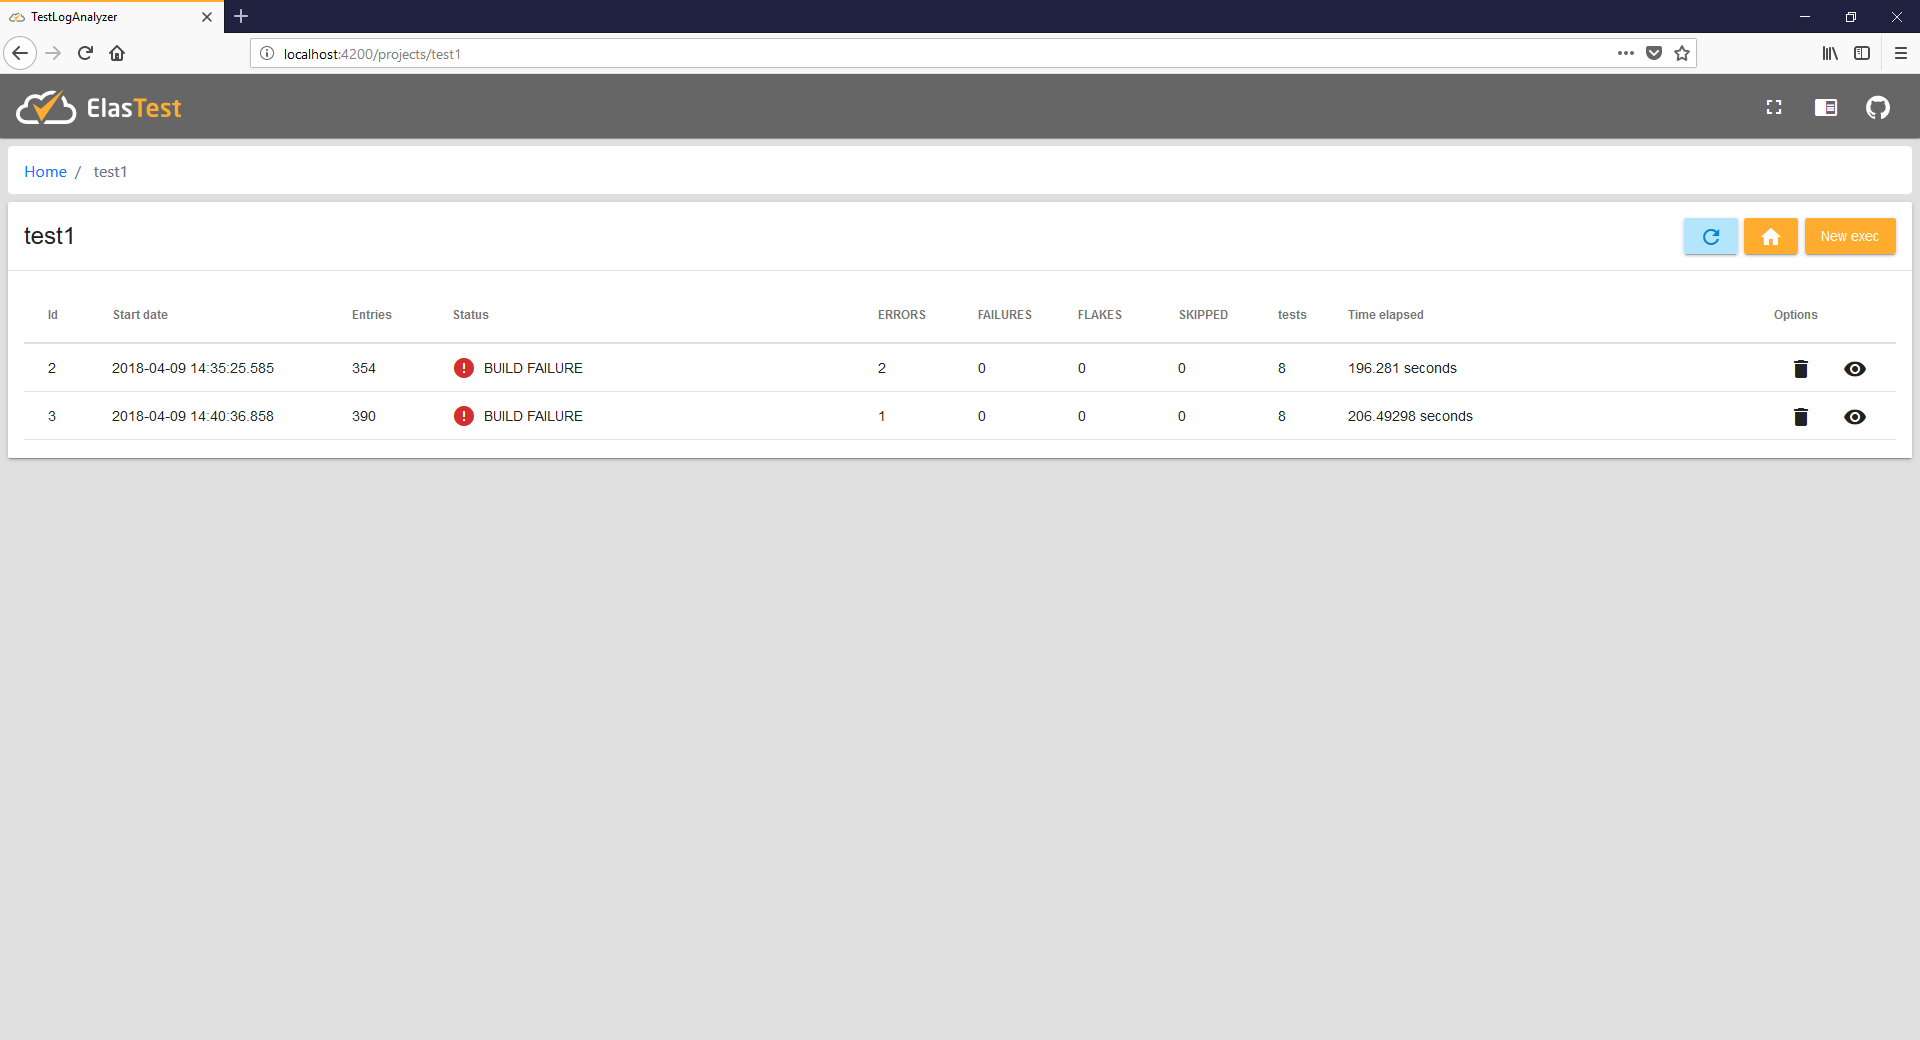 TestLogAnalyzer
localhost:4200/projects/test1
ElasTest
Home / test1
test1
New exec
Id Start date Entries Status ERRORS FAILURES FLAKES SKIPPED tests Time elapsed Options
2 2018-04-09 14:35:25.585 354 BUILD FAILURE 2 0 0 0 8 196.281 seconds
3 2018-04-09 14:40:36.858 390 BUILD FAILURE 1 0 0 0 8 206.49298 seconds